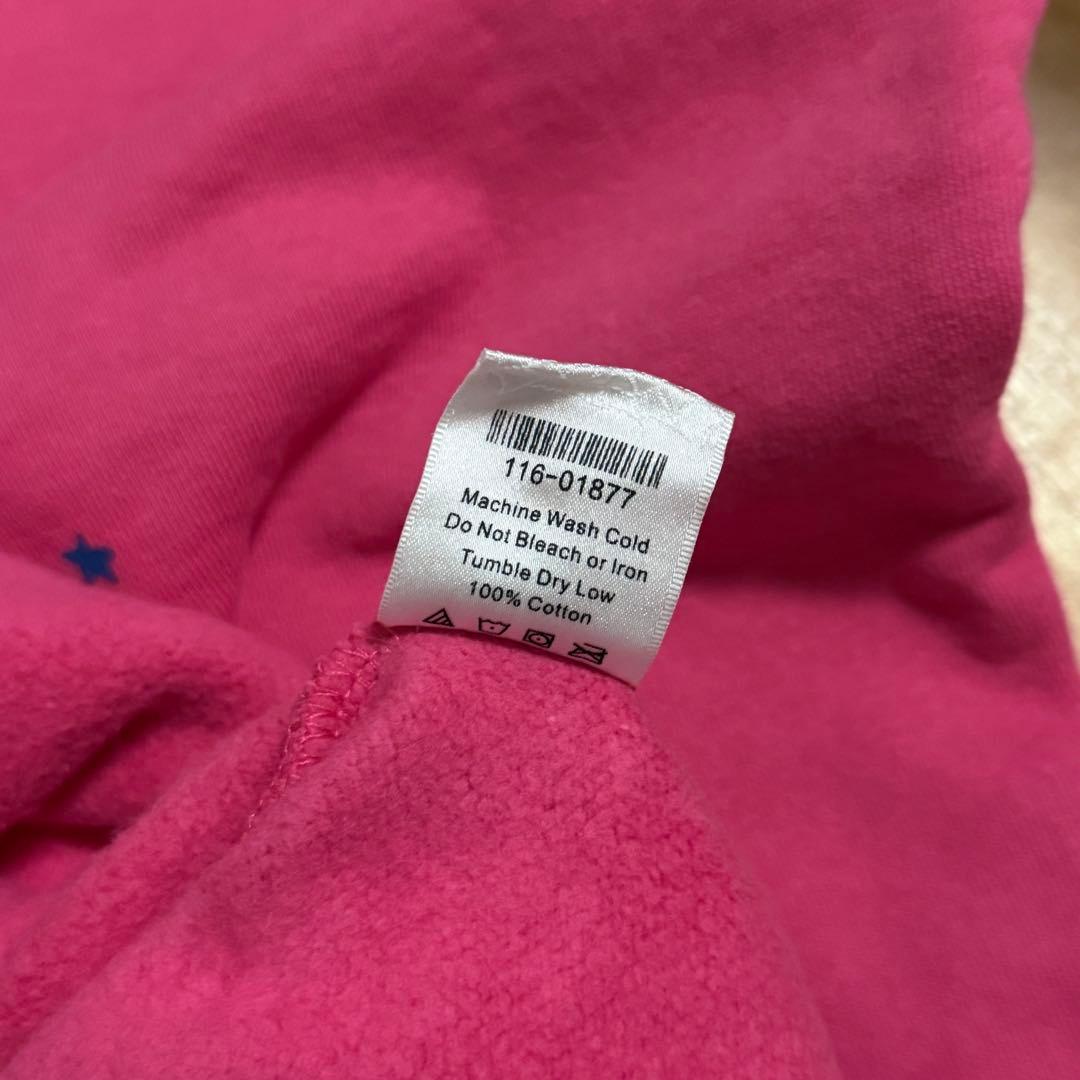 116-01877
Machine Wash Cold
Do Not Bleach or Iron
Tumble Dry Low
100% Cotton